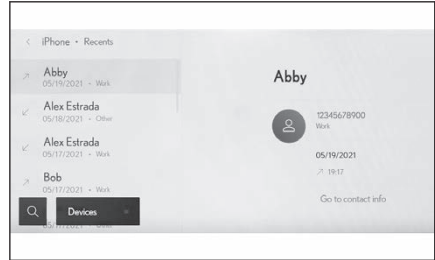 < iPhone • Recents
Abby
05/19/2021 • Work
Alex Estrada
05/18/2021 • Other
Alex Estrada
05/17/2021 • Work
Bob
05/17/2021 • Work
Devices
Abby
12345678900
Work
05/19/2021
19:17
Go to contact info